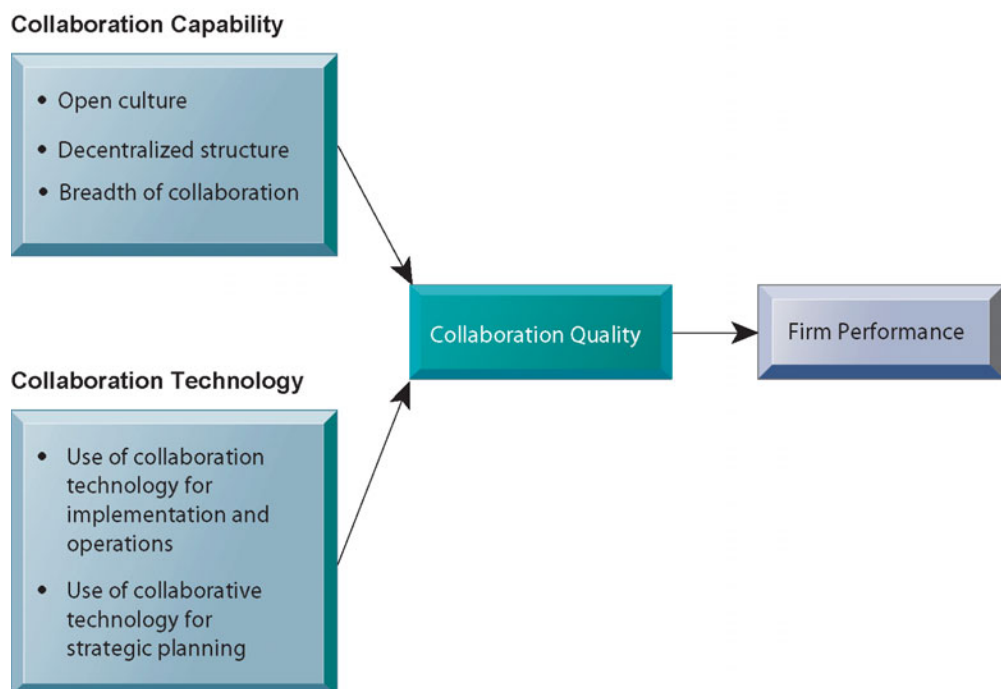 Collaboration Capability
• Open culture
• Decentralized structure
• Breadth of collaboration
Collaboration Quality
Firm Performance
Collaboration Technology
• Use of collaboration
technology for
implementation and
operations
• Use of collaborative
technology for
strategic planning